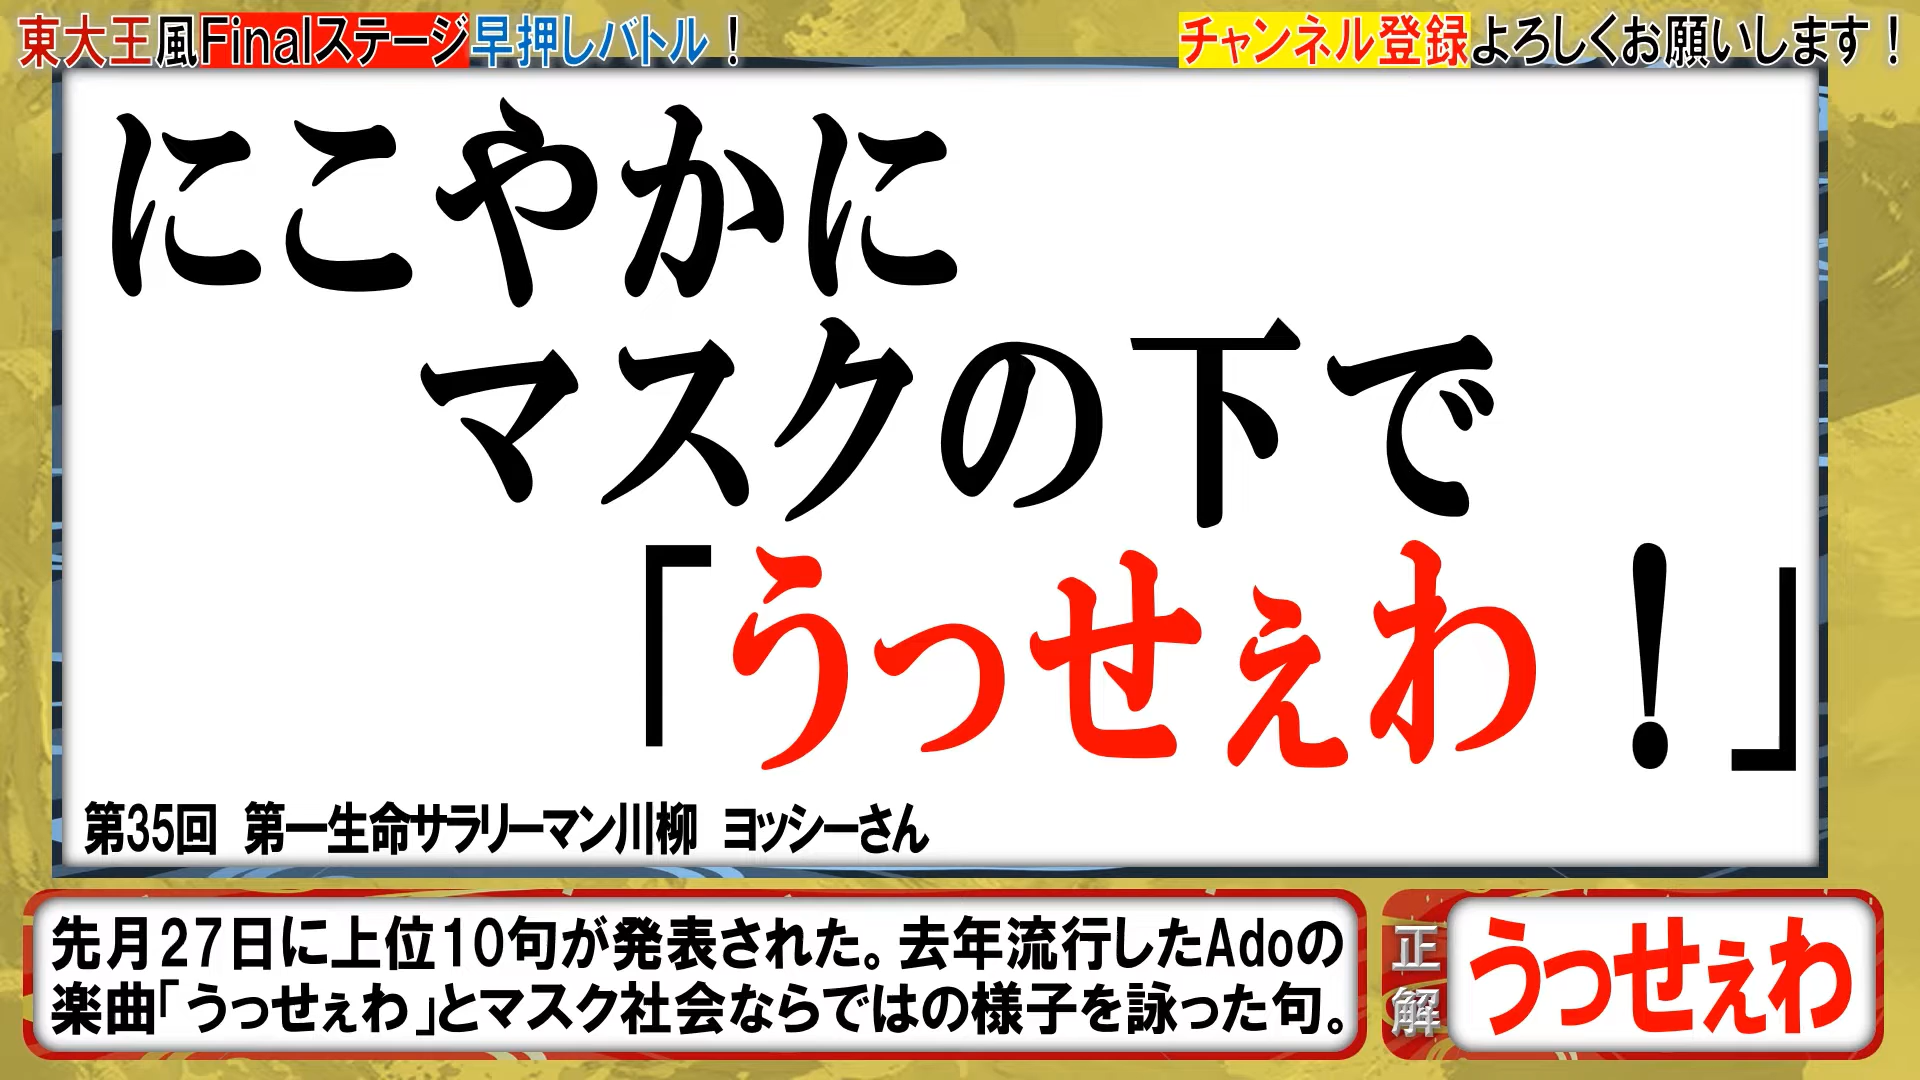 東大王風Finalステージ早押しバトル！
チャンネル登録よろしくお願いします！
にこやかに
マスクの下で
「うっせぇわ！」
第35回 第一生命サラリーマン川柳 ヨッシーさん
先月27日に上位10句が発表された。去年流行したAdoの
楽曲「うっせぇわ」とマスク社会ならではの様子を詠った句。
正解
うっせぇわ